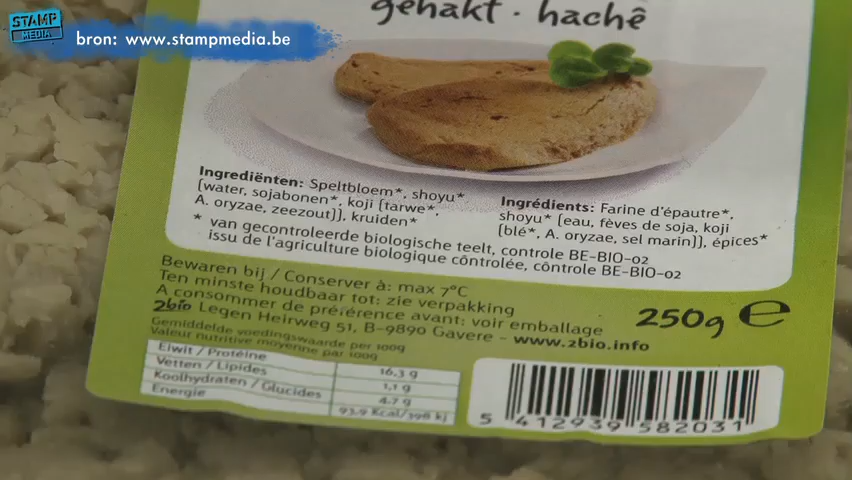 STAMP
MEDIA
bron: www.stampmedia.be
gehakt · haché
Ingrediënten: Speltbloem*, shoyu*
(water, sojabonen*, koji (tarwe*,
A. oryzae, zeezout)), kruiden*
Ingrédients: Farine d'épautre*,
shoyu* (eau, fèves de soja, koji
(blé*, A. oryzae, sel marin)), épices*
* van gecontroleerde biologische teelt, controle BE-BIO-02
issu de l'agriculture biologique côntrolée, côntrole BE-BIO-02
Bewaren bij / Conserver à: max 7°C
Ten minste houdbaar tot: zie verpakking
A consommer de préférence avant: voir emballage
2bio Legen Heirweg 51, B-9890 Gavere - www.2bio.info
250g e
Gemiddelde voedingswaarde per 100g
Valeur nutritive moyenne par 100g
Eiwit / Protéine 16,3 g
Vetten / Lipides 1,1 g
Koolhydraten / Glucides 4,7 g
Energie 93,9 Kcal/398 kj
5 412939 582031